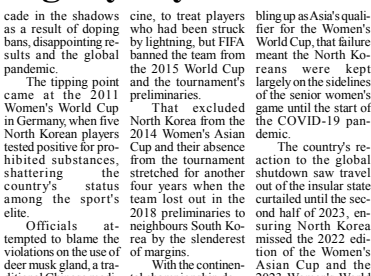 cade in the shadows
as a result of doping
bans, disappointing re-
sults and the global
pandemic.
The tipping point
came at the 2011
Women's World Cup
in Germany, when five
North Korean players
tested positive for pro-
hibited substances,
shattering the
country's status
among the sport's
elite.
Officials at-
tempted to blame the
violations on the use of
deer musk gland, a tra-
cine, to treat players
who had been struck
by lightning, but FIFA
banned the team from
the 2015 World Cup
and the tournament's
preliminaries.
That excluded
North Korea from the
2014 Women's Asian
Cup and their absence
from the tournament
stretched for another
four years when the
team lost out in the
2018 preliminaries to
neighbours South Ko-
rea by the slenderest
of margins.
With the continen-
bling up as Asia's quali-
fier for the Women's
World Cup, that failure
meant the North Ko-
reans were kept
largely on the sidelines
of the senior women's
game until the start of
the COVID-19 pan-
demic.
The country's re-
action to the global
shutdown saw travel
out of the insular state
curtailed until the sec-
ond half of 2023, en-
suring North Korea
missed the 2022 edi-
tion of the Women's
Asian Cup and the